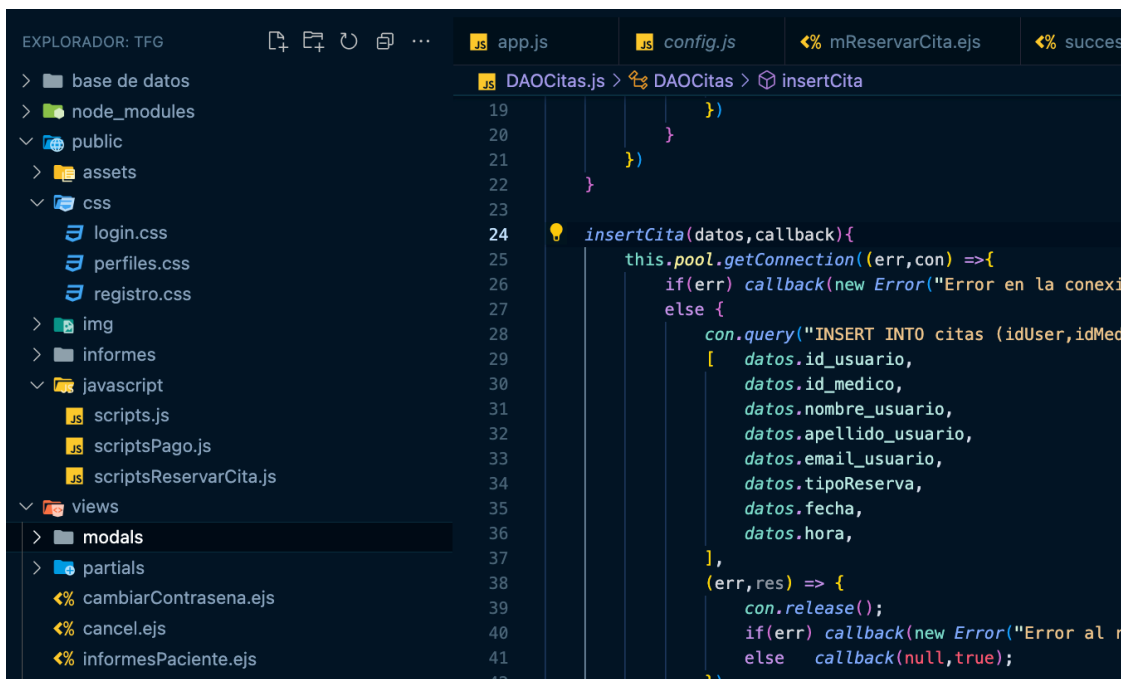 EXPLORADOR: TFG
base de datos
node_modules
public
assets
css
login.css
perfiles.css
registro.css
img
informes
javascript
scripts.js
scriptsPago.js
scriptsReservarCita.js
views
modals
partials
cambiarContrasena.ejs
cancel.ejs
informesPaciente.ejs
JS app.js JS config.js <% mReservarCita.ejs <% succes
JS DAOCitas.js > DAOCitas > insertCita
19 })
20 }
21 })
22 }
23
24 insertCita(datos,callback){
25 this.pool.getConnection((err,con) =>{
26 if(err) callback(new Error("Error en la conexi
27 else {
28 con.query("INSERT INTO citas (idUser,idMed
29 [ datos.id_usuario,
30 datos.id_medico,
31 datos.nombre_usuario,
32 datos.apellido_usuario,
33 datos.email_usuario,
34 datos.tipoReserva,
35 datos.fecha,
36 datos.hora,
37 ],
38 (err,res) => {
39 con.release();
40 if(err) callback(new Error("Error al r
41 else callback(null,true);